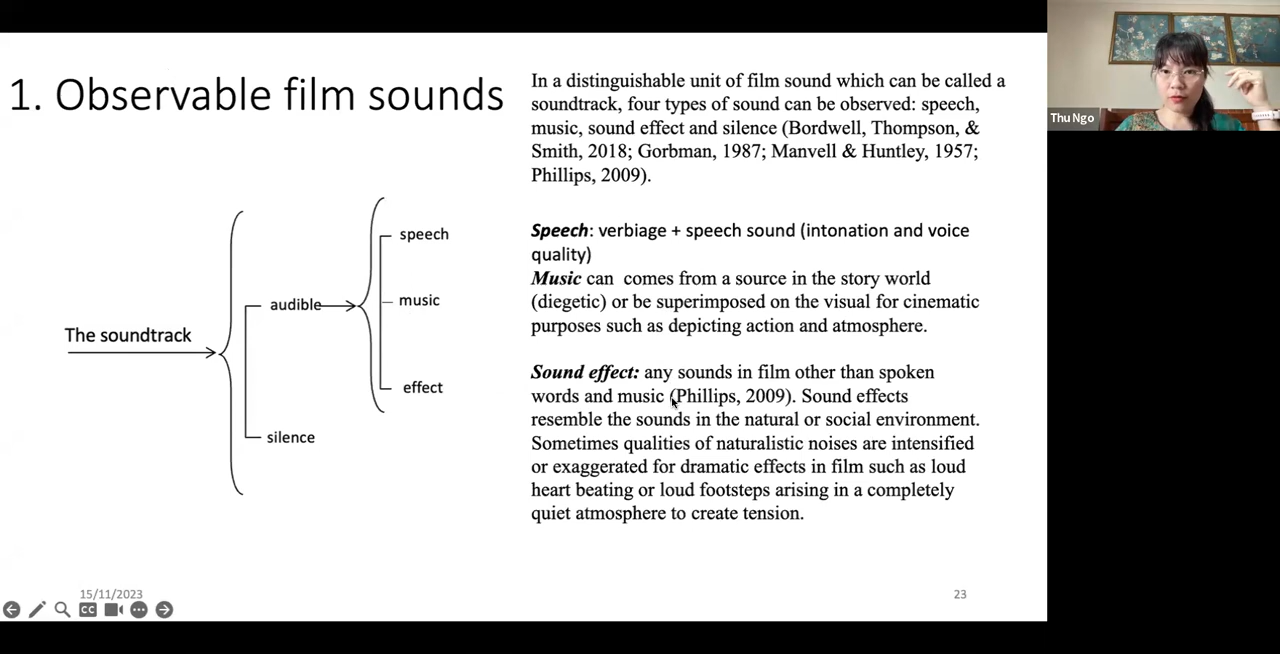 1. Observable film sounds
The soundtrack
audible
silence
speech
music
effect
In a distinguishable unit of film sound which can be called a
soundtrack, four types of sound can be observed: speech,
music, sound effect and silence (Bordwell, Thompson, &
Smith, 2018; Gorbman, 1987; Manvell & Huntley, 1957;
Phillips, 2009).
Speech: verbiage + speech sound (intonation and voice
quality)
Music can  comes from a source in the story world
(diegetic) or be superimposed on the visual for cinematic
purposes such as depicting action and atmosphere.
Sound effect: any sounds in film other than spoken
words and music (Phillips, 2009). Sound effects
resemble the sounds in the natural or social environment.
Sometimes qualities of naturalistic noises are intensified
or exaggerated for dramatic effects in film such as loud
heart beating or loud footsteps arising in a completely
quiet atmosphere to create tension.
15/11/2023
23
CC
Thu Ngo